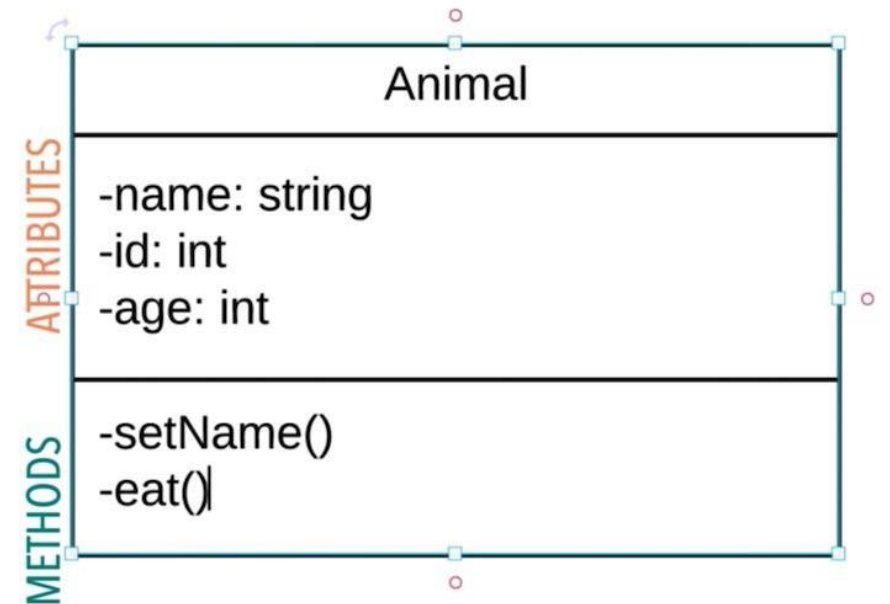 Animal
ATTRIBUTES
-name: string
-id: int
-age: int
METHODS
-setName()
-eat()